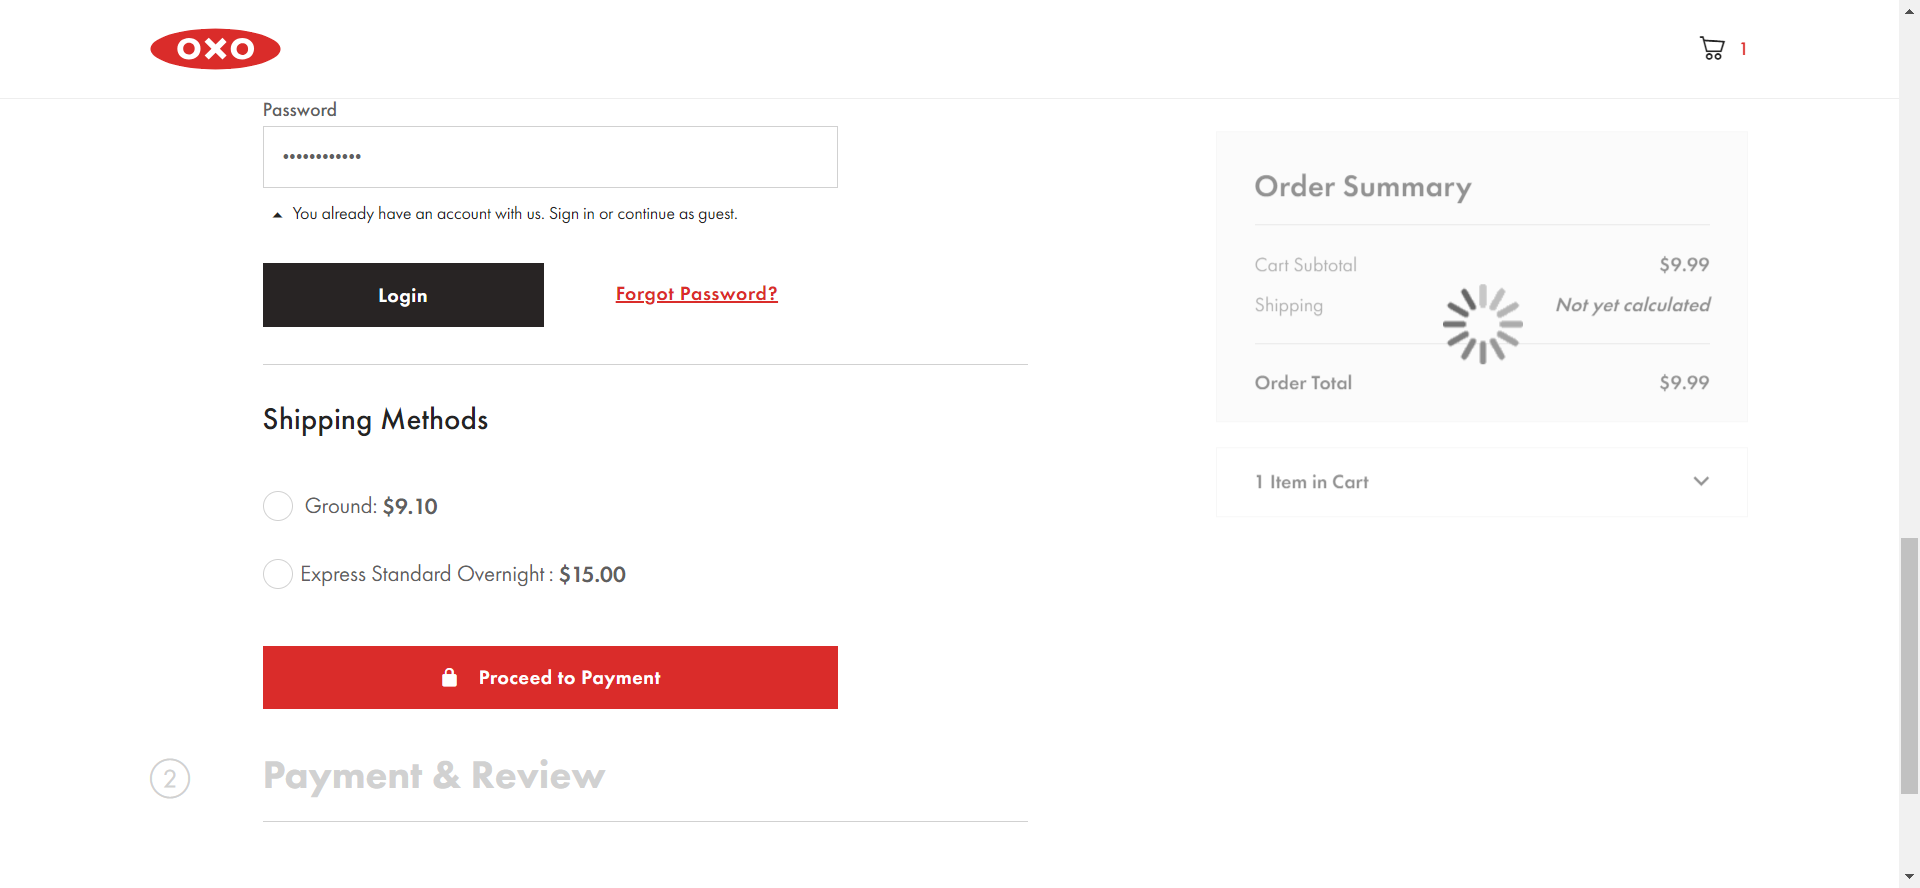 OXO
1
Password
••••••••••••
You already have an account with us. Sign in or continue as guest.
Login
Forgot Password?
Shipping Methods
Ground: $9.10
Express Standard Overnight : $15.00
Proceed to Payment
2
Payment & Review
Order Summary
Cart Subtotal $9.99
Shipping Not yet calculated
Order Total $9.99
1 Item in Cart